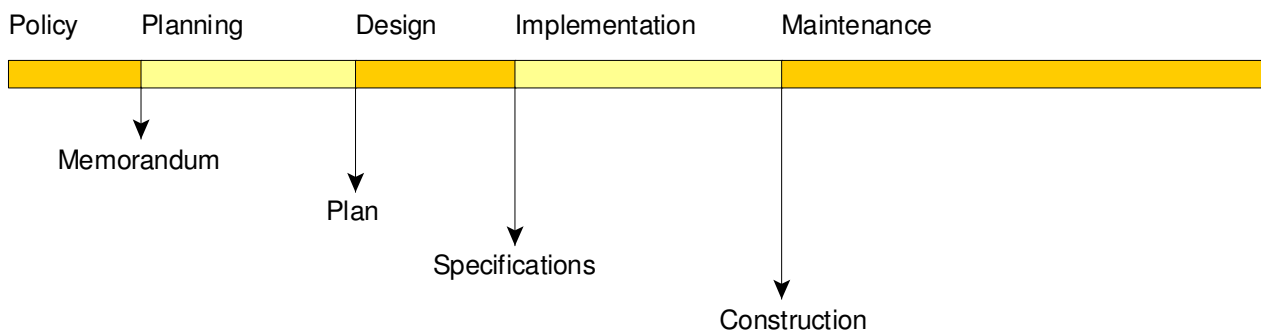 Policy Planning Design Implementation Maintenance
Memorandum
Plan
Specifications
Construction